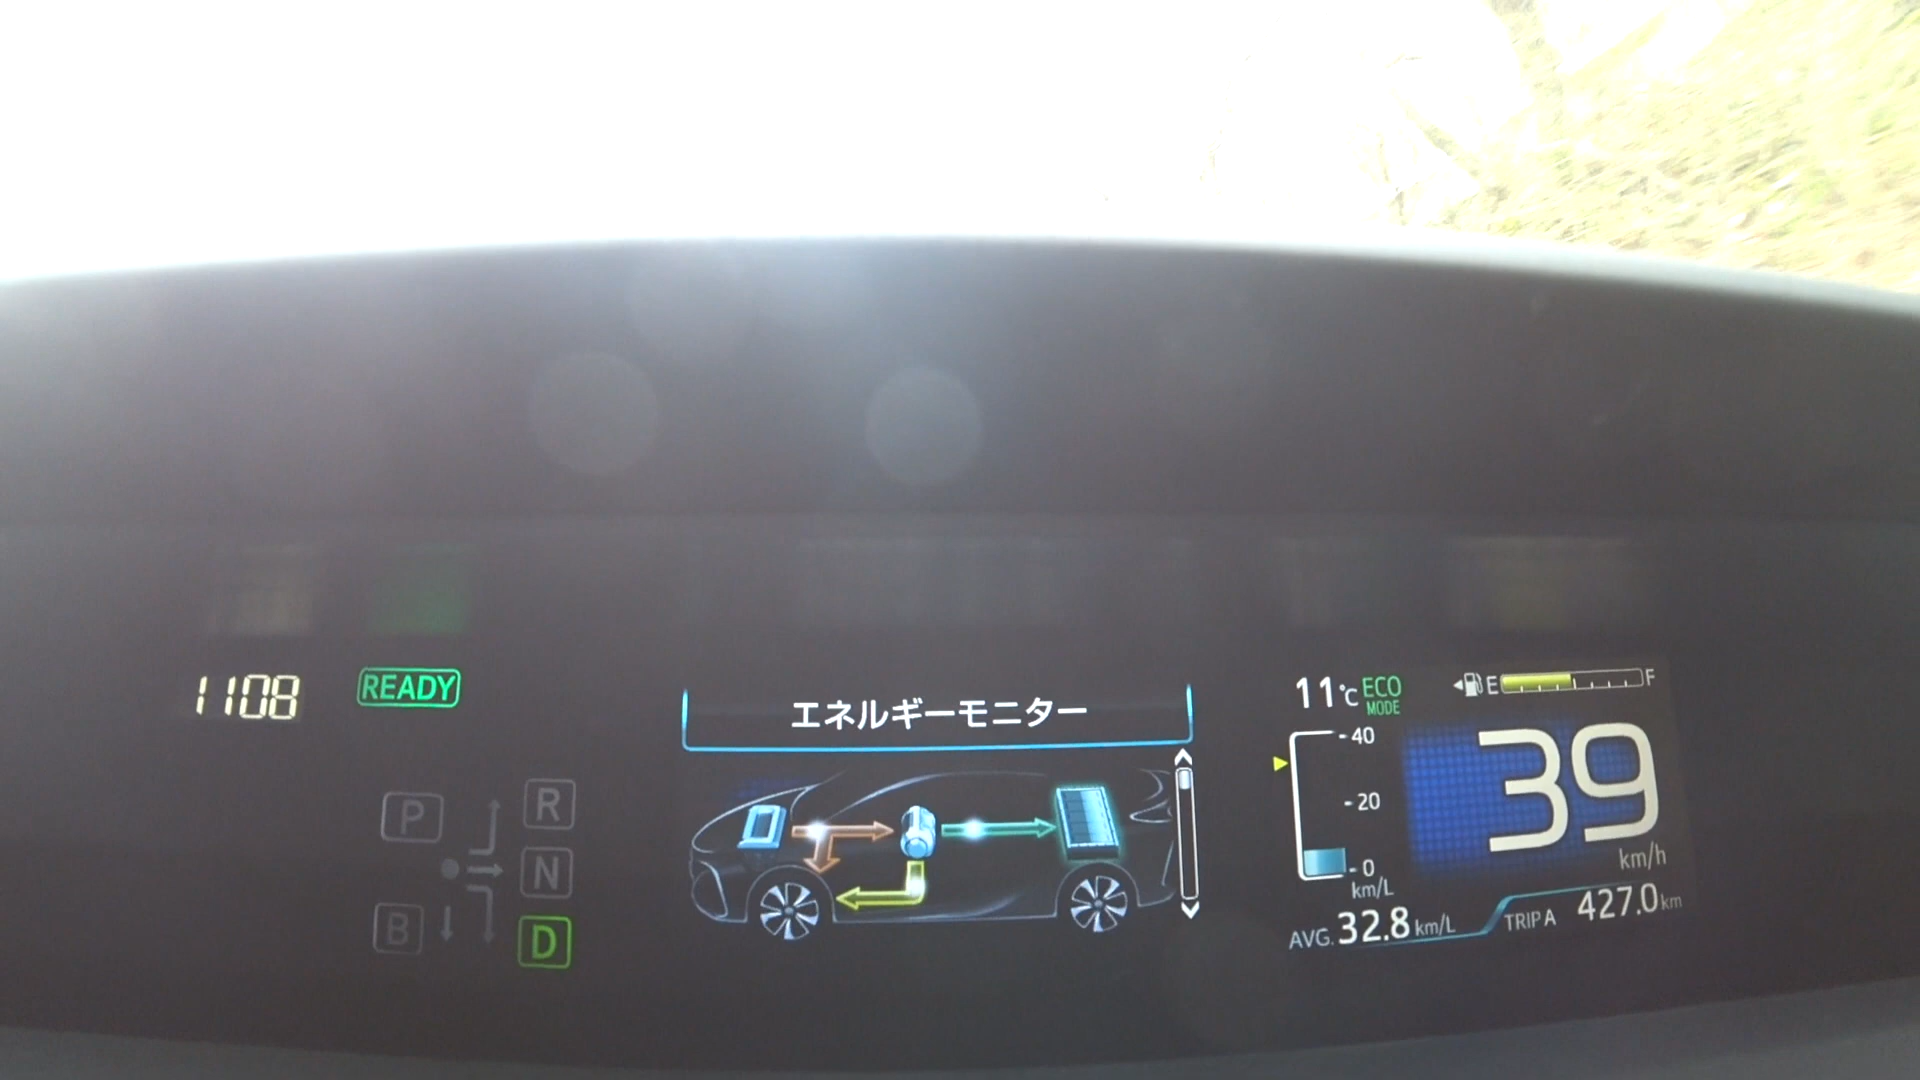 1108
READY
P
R
N
B
D
エネルギーモニター
11℃
ECO
MODE
E
F
40
20
0
km/L
39
km/h
AVG. 32.8 km/L
TRIP A 427.0 km